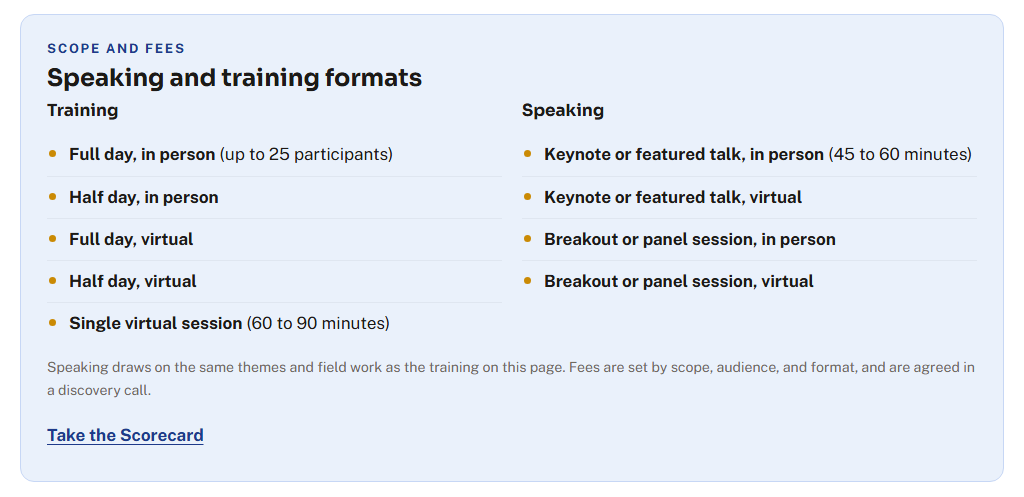 SCOPE AND FEES
Speaking and training formats
Training
Full day, in person (up to 25 participants)
Half day, in person
Full day, virtual
Half day, virtual
Single virtual session (60 to 90 minutes)
Speaking
Keynote or featured talk, in person (45 to 60 minutes)
Keynote or featured talk, virtual
Breakout or panel session, in person
Breakout or panel session, virtual
Speaking draws on the same themes and field work as the training on this page. Fees are set by scope, audience, and format, and are agreed in
a discovery call.
Take the Scorecard